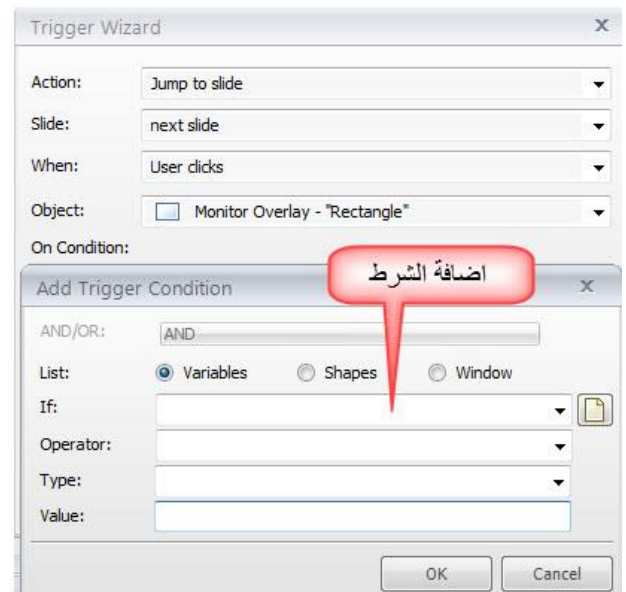 Trigger Wizard x
Action: Jump to slide
Slide: next slide
When: User clicks
Object: Monitor Overlay - "Rectangle"
On Condition:
اضافة الشرط
Add Trigger Condition x
AND/OR: AND
List: Variables Shapes Window
If:
Operator:
Type:
Value:
OK Cancel